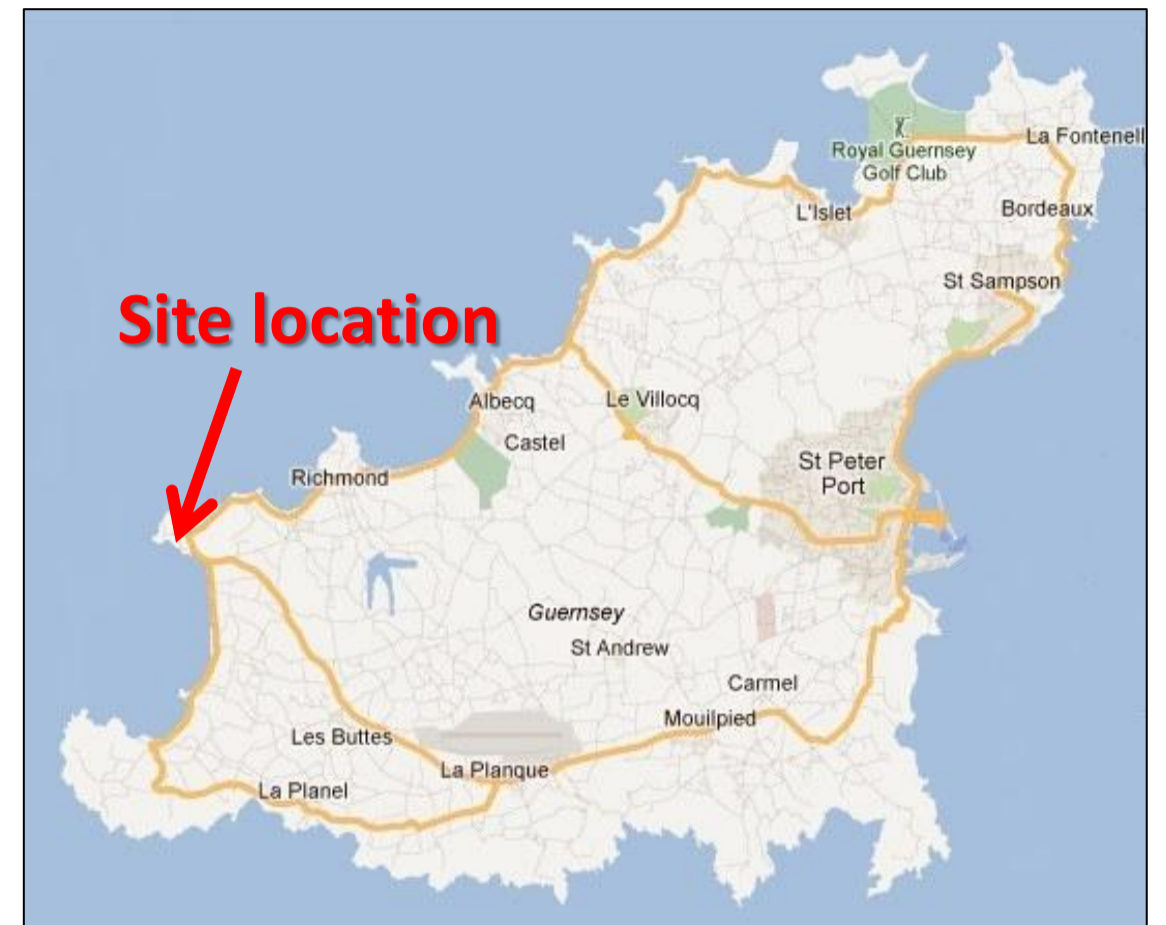 La Fontenell
Royal Guernsey
Golf Club
L'Islet
Bordeaux
St Sampson
Site location
Albecq
Le Villocq
Castel
St Peter
Port
Richmond
Guernsey
St Andrew
Carmel
Mouilpied
Les Buttes
La Planque
La Planel